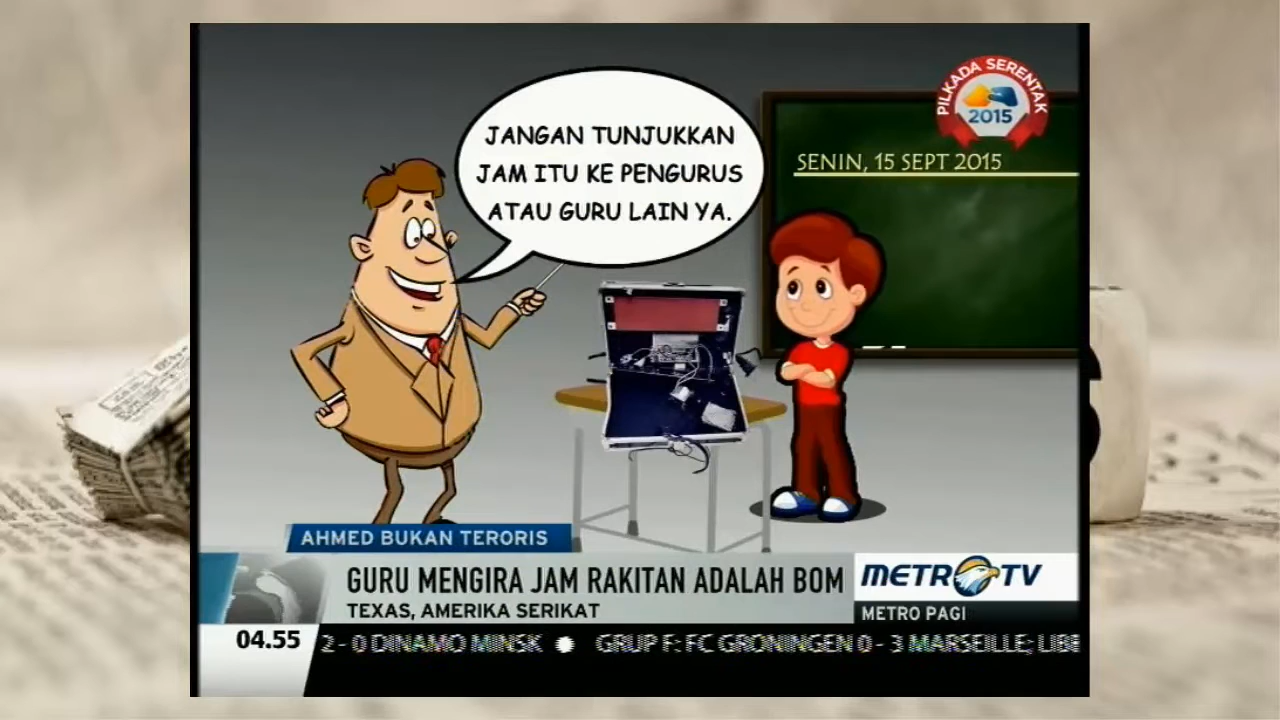 PILKADA SERENTAK
2015
JANGAN TUNJUKKAN
JAM ITU KE PENGURUS
ATAU GURU LAIN YA.
SENIN, 15 SEPT 2015
AHMED BUKAN TERORIS
GURU MENGIRA JAM RAKITAN ADALAH BOM
TEXAS, AMERIKA SERIKAT
METRO TV
METRO PAGI
04.55
2 - 0 DINAMO MINSK ● GRUP F: FC GRONINGEN 0 - 3 MARSEILLE; LIBE